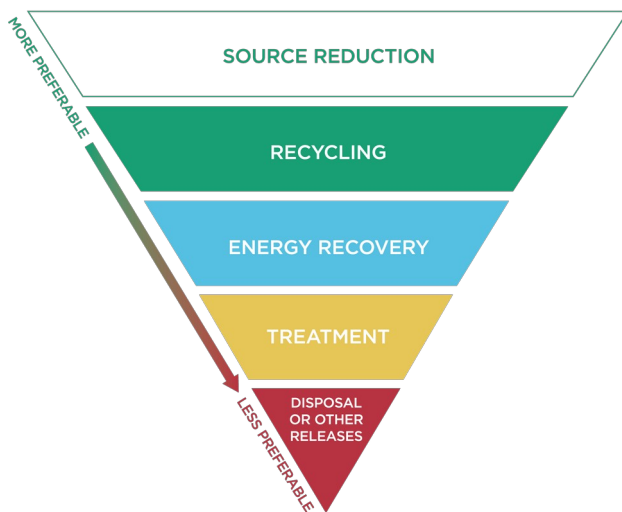 MORE PREFERABLE
SOURCE REDUCTION
RECYCLING
ENERGY RECOVERY
TREATMENT
DISPOSAL
OR OTHER
RELEASES
LESS PREFERABLE